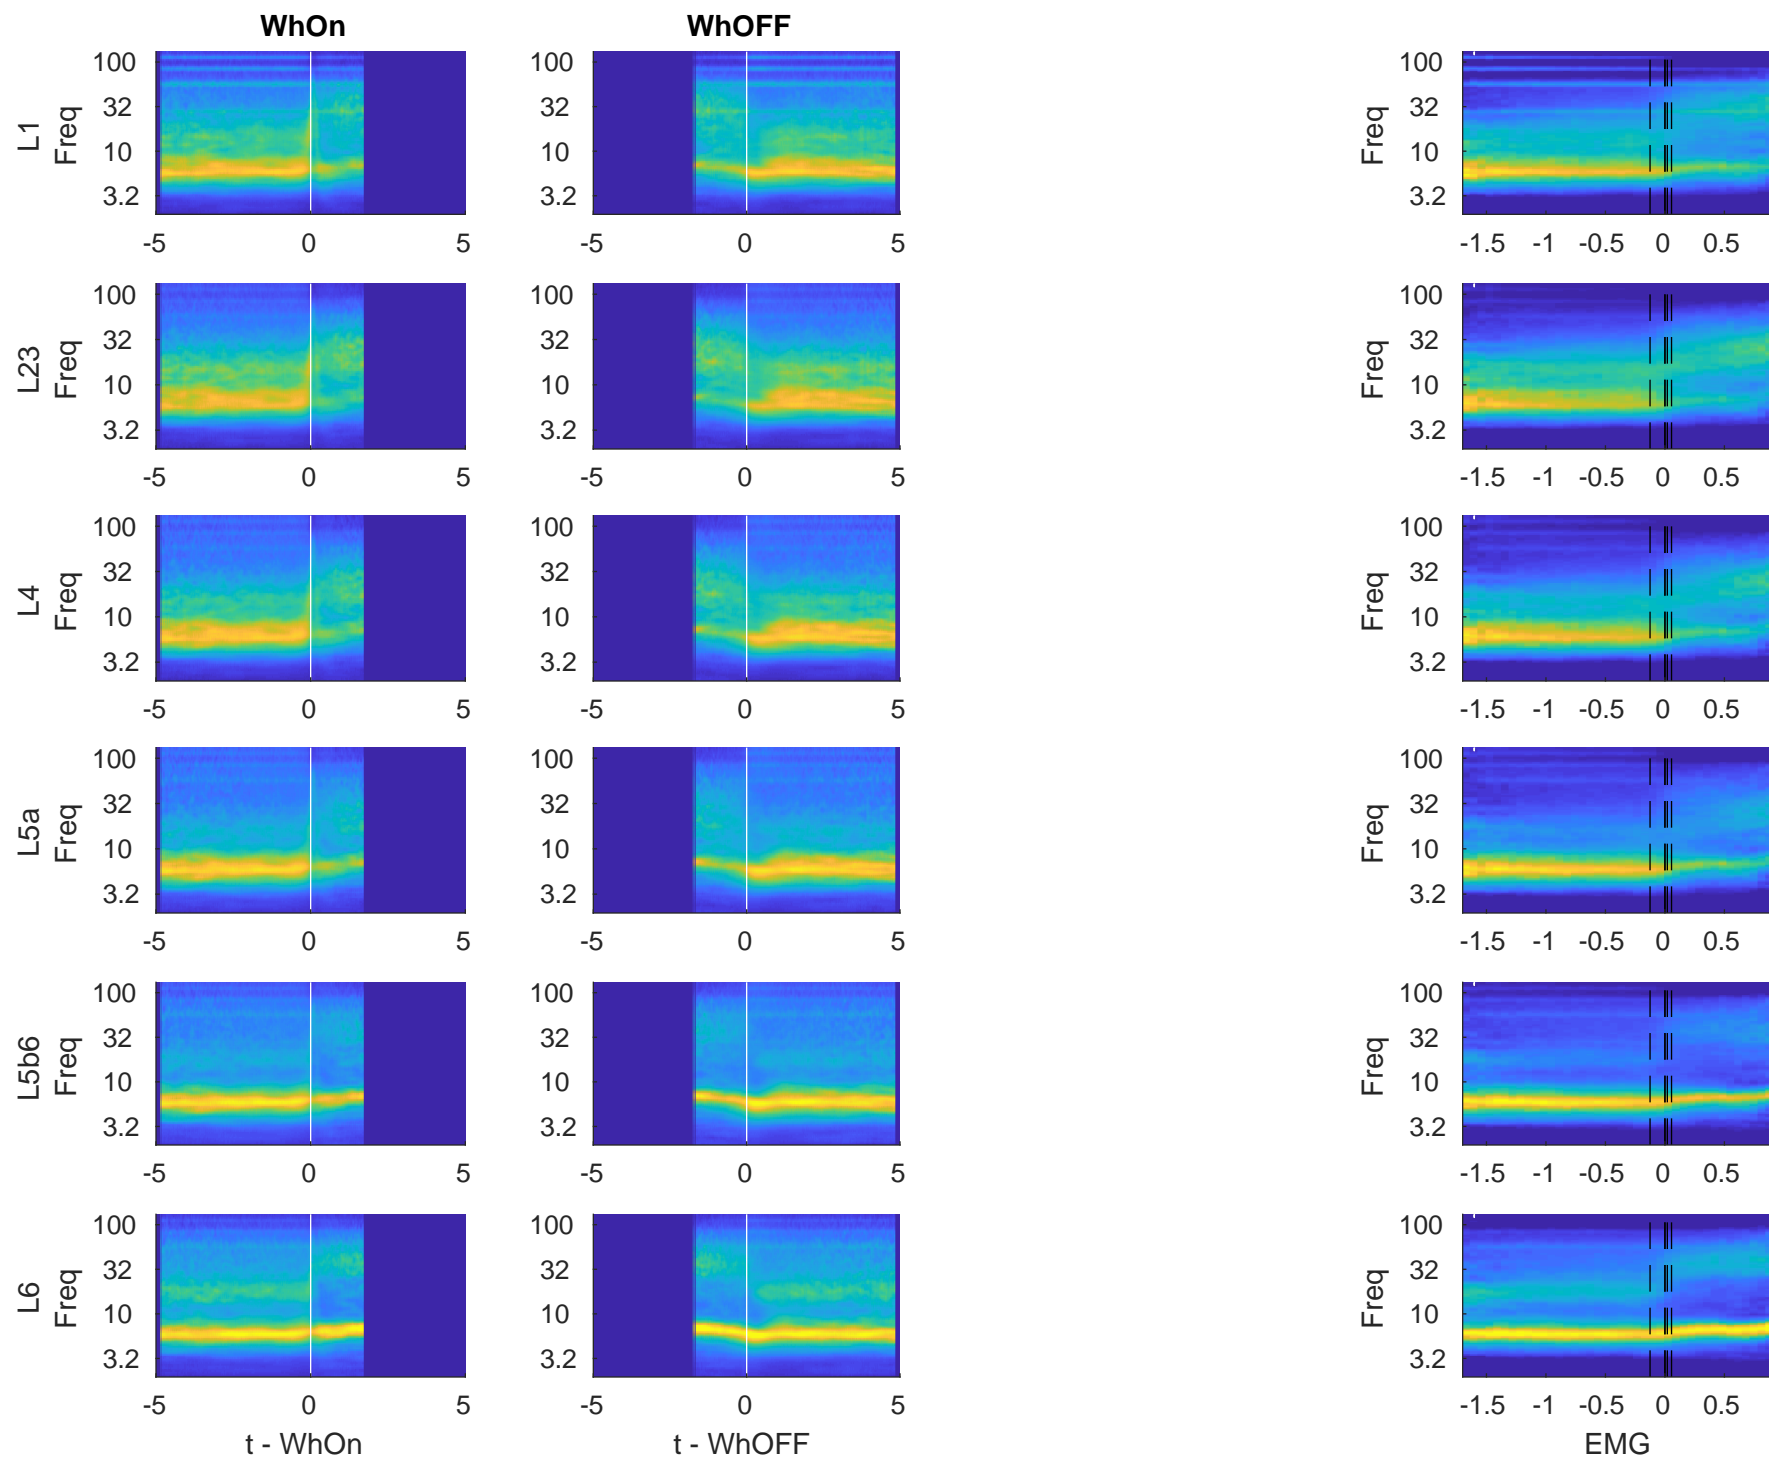 WhOn WhOFF
L1 Freq 100 32 10 3.2 -5 0 5
100 32 10 3.2 -5 0 5
Freq 100 32 10 3.2 -1.5 -1 -0.5 0 0.5
L23 Freq 100 32 10 3.2 -5 0 5
100 32 10 3.2 -5 0 5
Freq 100 32 10 3.2 -1.5 -1 -0.5 0 0.5
L4 Freq 100 32 10 3.2 -5 0 5
100 32 10 3.2 -5 0 5
Freq 100 32 10 3.2 -1.5 -1 -0.5 0 0.5
L5a Freq 100 32 10 3.2 -5 0 5
100 32 10 3.2 -5 0 5
Freq 100 32 10 3.2 -1.5 -1 -0.5 0 0.5
L5b6 Freq 100 32 10 3.2 -5 0 5
100 32 10 3.2 -5 0 5
Freq 100 32 10 3.2 -1.5 -1 -0.5 0 0.5
L6 Freq 100 32 10 3.2 -5 0 5
100 32 10 3.2 -5 0 5
Freq 100 32 10 3.2 -1.5 -1 -0.5 0 0.5
t - WhOn t - WhOFF EMG